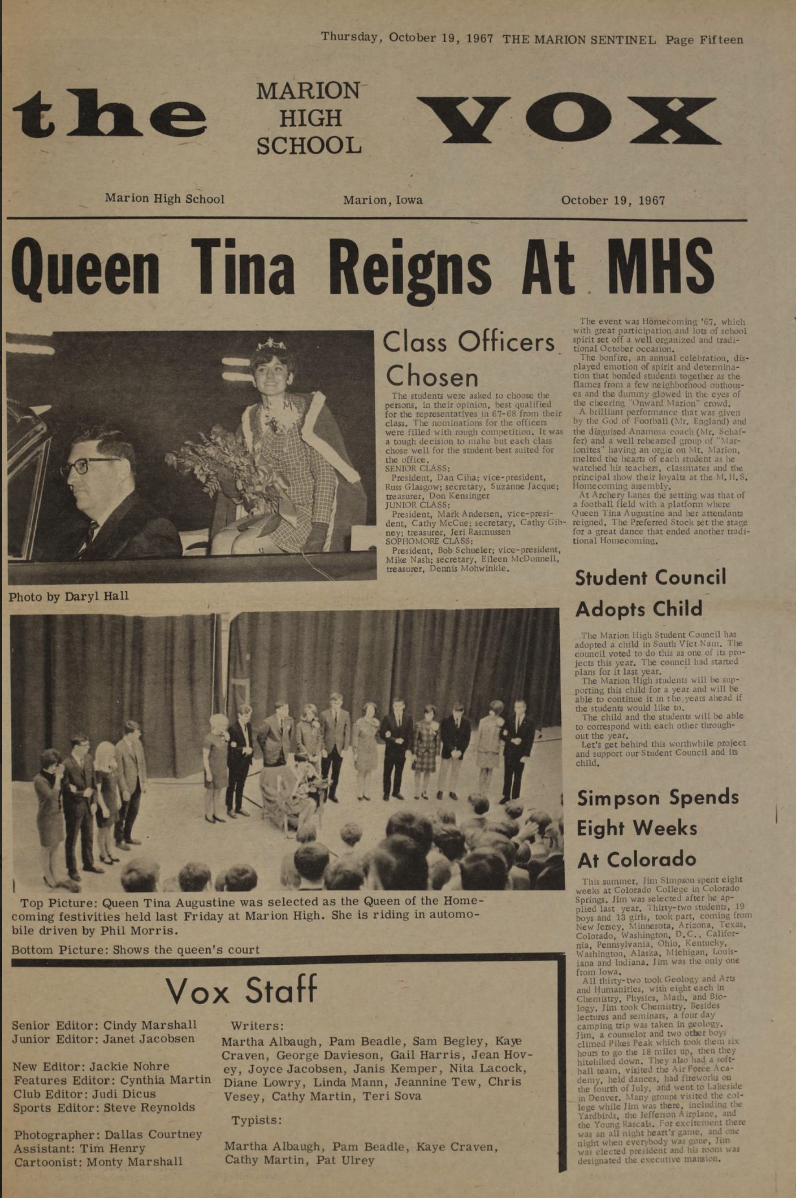 Thursday, October 19, 1967 THE MARION SENTINEL Page Fifteen
the
MARION
HIGH
SCHOOL
VOX
Marion High School
Marion, Iowa
October 19, 1967
Queen Tina Reigns At MHS
Photo by Daryl Hall
Class Officers
Chosen
The students were asked to choose the
persons, in their opinion, best qualified
for the representatives in 67-68 from their
class. The nominations for the officers
were filled with rough competition. It was
a tough decision to make but each class
chose well for the student best suited for
the office.
SENIOR CLASS:
President, Dan Ciha; vice-president,
Russ Glasgow; secretary, Suzanne Jacque;
treasurer, Don Kensinger
JUNIOR CLASS:
President, Mark Andersen, vice-presi-
dent, Cathy McCue; secretary, Cathy Gib-
ney; treasurer, Jeri Rasmussen
SOPHOMORE CLASS:
President, Bob Schueler; vice-president,
Mike Nash; secretary, Eileen McDonnell,
treasurer, Dennis Mohwinkle.
The event was Homecoming '67, which
with great participation and lots of school
spirit set off a well organized and tradi-
tional October occasion.
The bonfire, an annual celebration, dis-
played emotion of spirit and determina-
tion that bonded students together as the
flames from a few neighborhood outhous-
es and the dummy glowed in the eyes of
the cheering "Onward Marion" crowd.
A brilliant performance that was given
by the God of Football (Mr. England) and
the disguised Anamosa coach (Mr. Schaf-
fer) and a well rehearsed group of "Mar-
ionites" having an orgie on Mt. Marion,
melted the hearts of each student as he
watched his teachers, classmates and the
principal show their loyalts at the M.H.S.
Homecoming assembly.
At Archery Lanes the setting was that of
a football field with a platform where
Queen Tina Augustine and her attendants
reigned. The Preferred Stock set the stage
for a great dance that ended another tradi-
tional Homecoming.
Student Council
Adopts Child
The Marion High Student Council has
adopted a child in South Viet Nam. The
council voted to do this as one of its pro-
jects this year. The council had started
plans for it last year.
The Marion High students will be sup-
porting this child for a year and will be
able to continue it in the years ahead if
the students would like to.
The child and the students will be able
to correspond with each other through-
out the year.
Let's get behind this worthwhile project
and support our Student Council and its
child.
Simpson Spends
Eight Weeks
At Colorado
This summer, Jim Simpson spent eight
weeks at Colorado College in Colorado
Springs. Jim was selected after he ap-
plied last year. Thirty-two students, 19
boys and 13 girls, took part, coming from
New Jersey, Minnesota, Arizona, Texas,
Colorado, Washington, D.C., Califor-
nia, Pennsylvania, Ohio, Kentucky,
Washington, Alaska, Michigan, Louis-
iana and Indiana. Jim was the only one
from Iowa.
All thirty-two took Geology and Arts
and Humanities, with eight each in
Chemistry, Physics, Math, and Bio-
logy. Jim took Chemistry. Besides
lectures and seminars, a four day
camping trip was taken in geology.
Jim, a counselor and two other boys
climed Pikes Peak which took them six
hours to go the 18 miles up, then they
hitchiked down. They also had a soft-
ball team, visited the Air Force Aca-
demy, held dances, had fireworks on
the fourth of July, and went to Lakeside
in Denver. Many groups visited the col-
lege while Jim was there, including the
Yardbirds, the Jefferson Airplane, and
the Young Rascals. For excitement there
was an all night heart's game, and one
night when everybody was gone, Jim
was elected president and his room was
designated the executive mansion.
Top Picture: Queen Tina Augustine was selected as the Queen of the Home-
coming festivities held last Friday at Marion High. She is riding in automo-
bile driven by Phil Morris.
Bottom Picture: Shows the queen's court
Vox Staff
Senior Editor: Cindy Marshall
Junior Editor: Janet Jacobsen
New Editor: Jackie Nohre
Features Editor: Cynthia Martin
Club Editor: Judi Dicus
Sports Editor: Steve Reynolds
Photographer: Dallas Courtney
Assistant: Tim Henry
Cartoonist: Monty Marshall
Writers:
Martha Albaugh, Pam Beadle, Sam Begley, Kaye
Craven, George Davieson, Gail Harris, Jean Hov-
ey, Joyce Jacobsen, Janis Kemper, Nita Lacock,
Diane Lowry, Linda Mann, Jeannine Tew, Chris
Vesey, Cathy Martin, Teri Sova
Typists:
Martha Albaugh, Pam Beadle, Kaye Craven,
Cathy Martin, Pat Ulrey